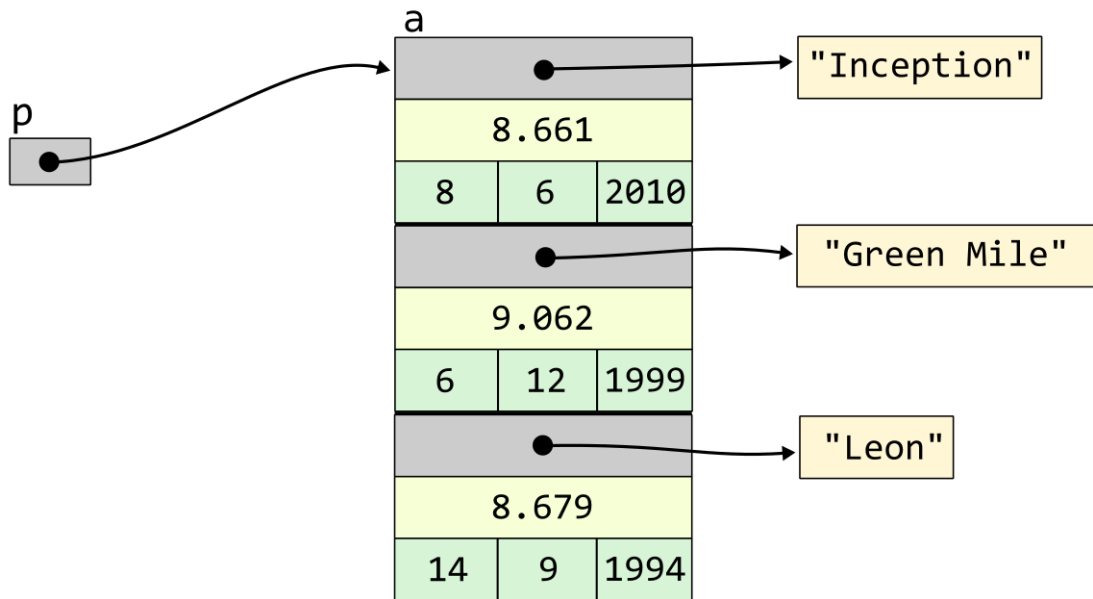 a
"Inception"
p
8.661
8 6 2010
"Green Mile"
9.062
6 12 1999
"Leon"
8.679
14 9 1994